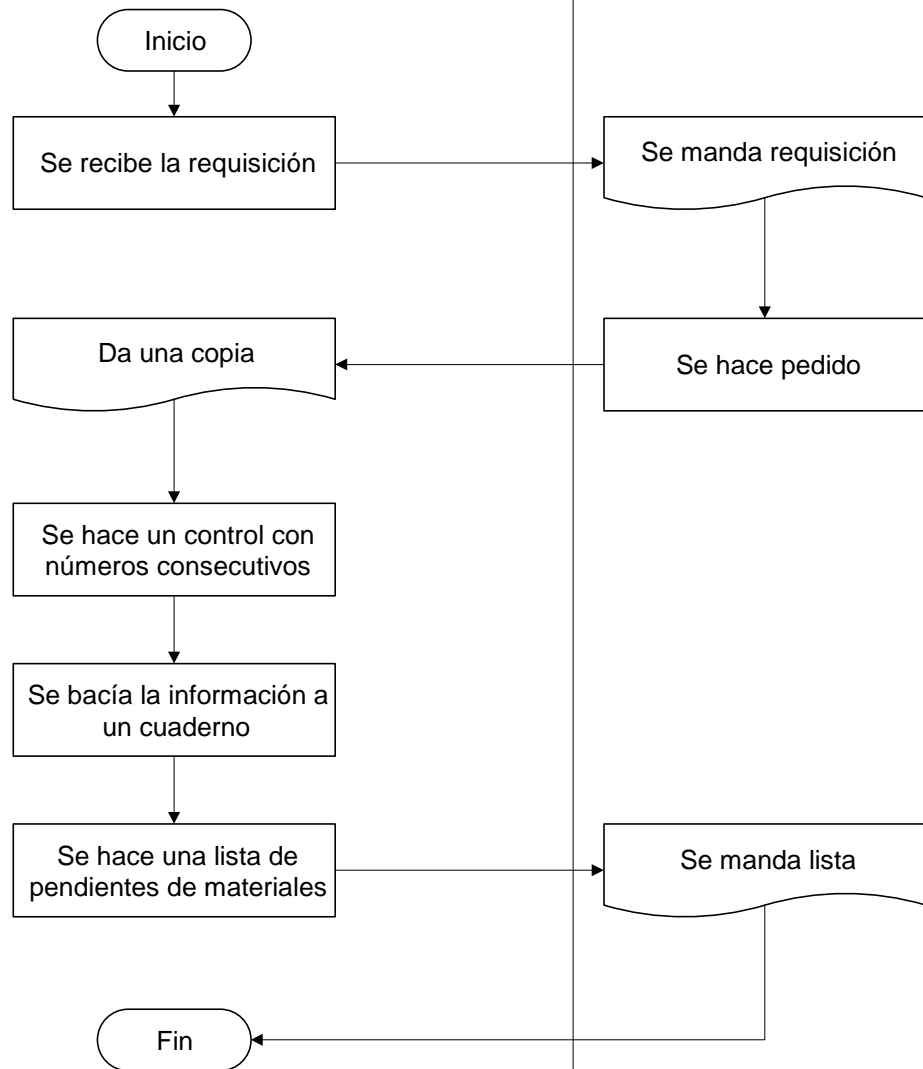 Inicio
Se recibe la requisición
Se manda requisición
Se hace pedido
Da una copia
Se hace un control con
números consecutivos
Se bacía la información a
un cuaderno
Se hace una lista de
pendientes de materiales
Se manda lista
Fin